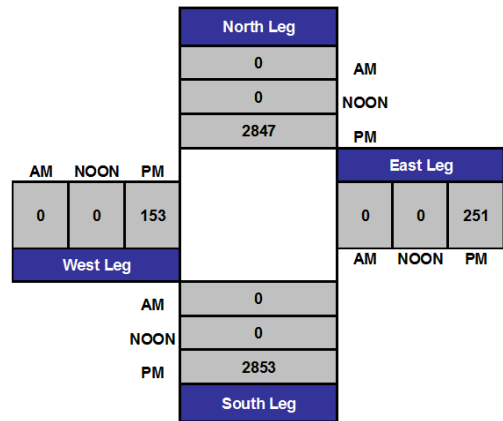 North Leg
0 AM
0 NOON
2847 PM
AM NOON PM East Leg
0 0 153 0 0 251
West Leg AM NOON PM
AM 0
NOON 0
PM 2853
South Leg